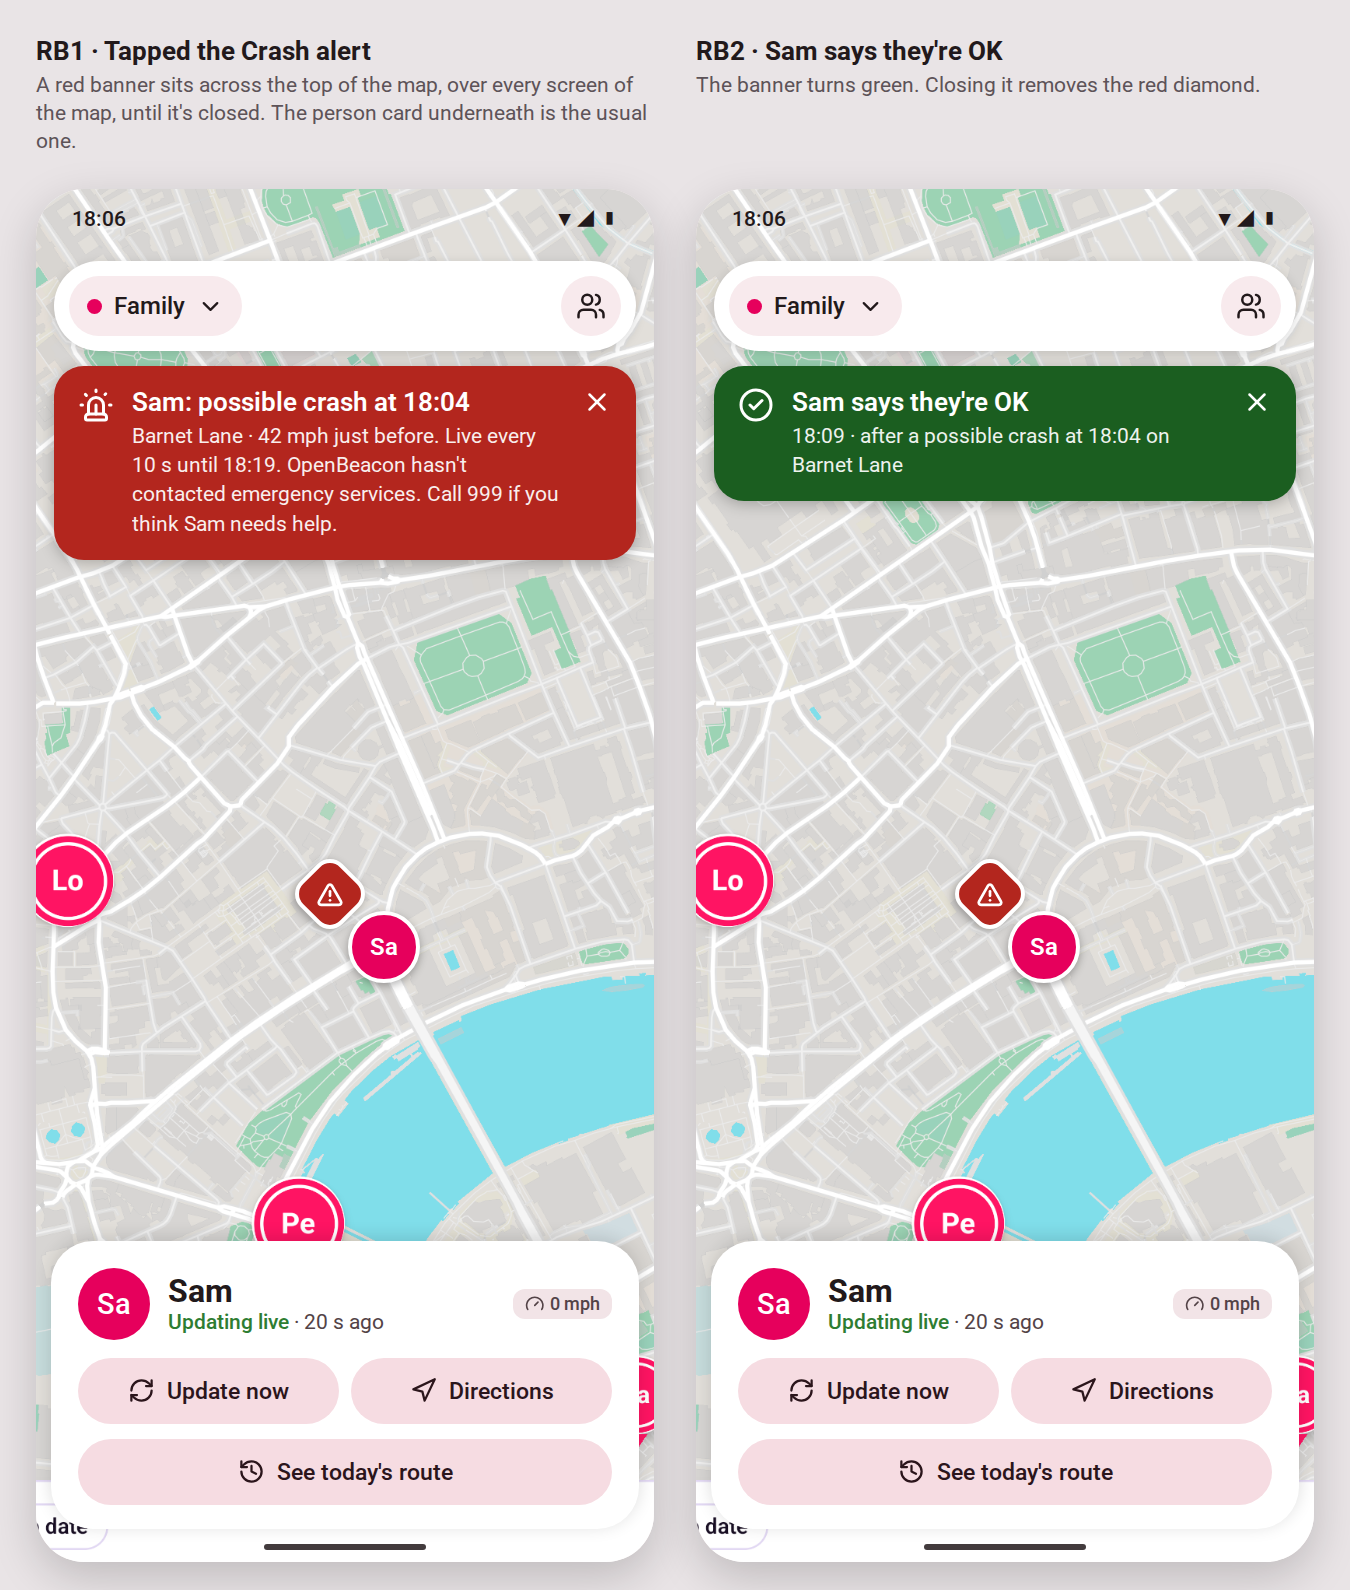 RB1 · Tapped the Crash alert
A red banner sits across the top of the map, over every screen of
the map, until it's closed. The person card underneath is the usual
one.
18:06
Family
Sam: possible crash at 18:04
Barnet Lane · 42 mph just before. Live every
10 s until 18:19. OpenBeacon hasn't
contacted emergency services. Call 999 if you
think Sam needs help.
Lo
Sa
Pe
Sa
Sam
Updating live · 20 s ago
0 mph
Update now
Directions
a
See today's route
date
RB2 · Sam says they're OK
The banner turns green. Closing it removes the red diamond.
18:06
Family
Sam says they're OK
18:09 · after a possible crash at 18:04 on
Barnet Lane
Lo
Sa
Pe
Sa
Sam
Updating live · 20 s ago
0 mph
Update now
Directions
a
See today's route
date